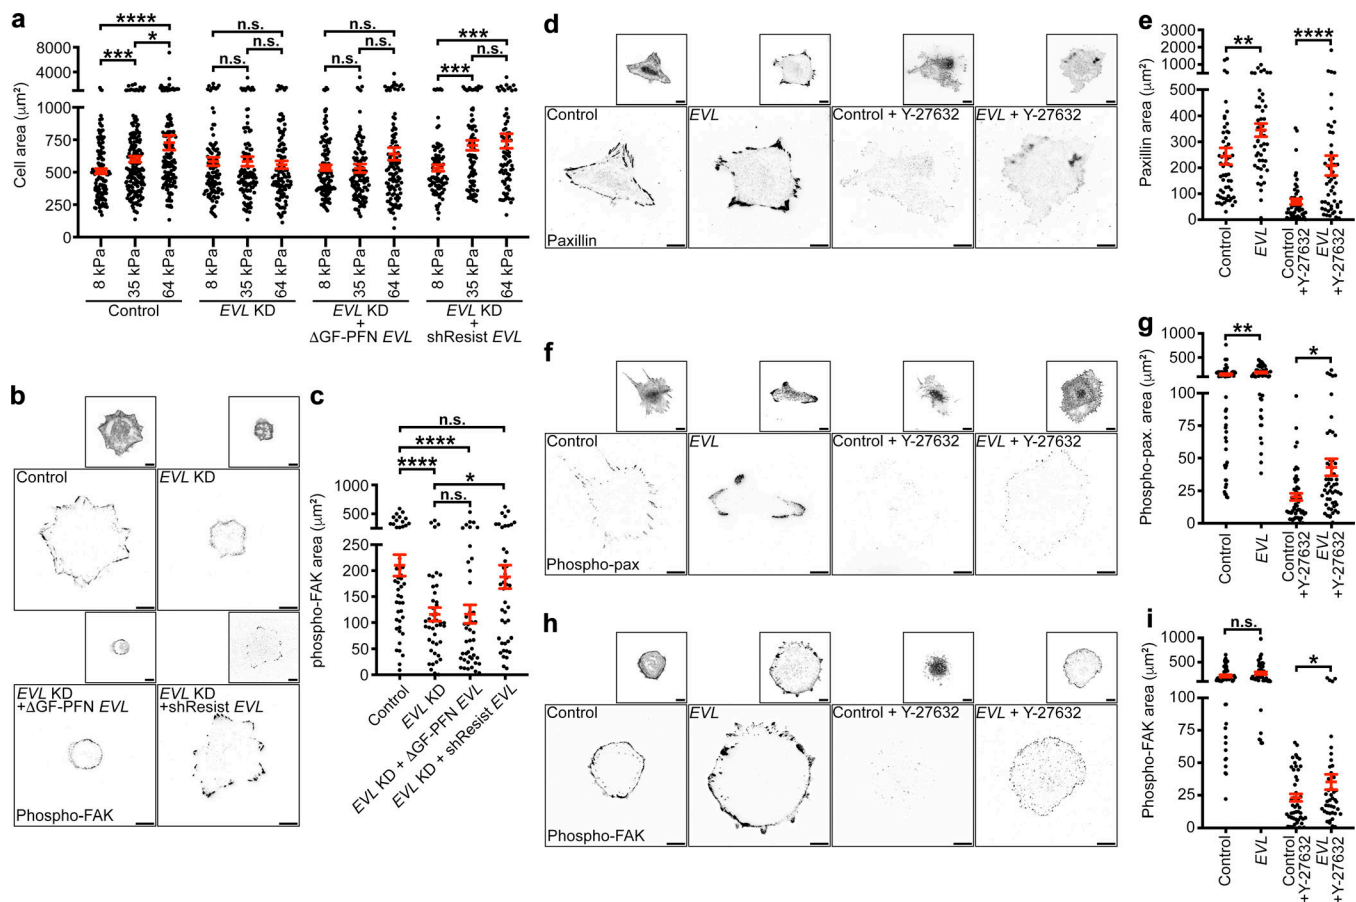 a
Cell area (μm²)
8000
4000
1000
750
500
250
0
**** *** *
n.s. n.s. n.s.
n.s. n.s. n.s.
*** *** n.s.
8 kPa 35 kPa 64 kPa 8 kPa 35 kPa 64 kPa 8 kPa 35 kPa 64 kPa 8 kPa 35 kPa 64 kPa
Control
EVL KD
EVL KD
+
ΔGF-PFN EVL
EVL KD
+
shResist EVL
b
Control
EVL KD
EVL KD
+ΔGF-PFN EVL
EVL KD
+shResist EVL
Phospho-FAK
c
phospho-FAK area (μm²)
1000
500
250
200
150
100
50
0
n.s.
****
****
*
n.s.
Control
EVL KD
EVL KD + ΔGF-PFN EVL
EVL KD + shResist EVL
d
Control
EVL
Control + Y-27632
EVL + Y-27632
Paxillin
e
Paxillin area (μm²)
3000
2000
1000
500
400
300
200
100
0
**
****
Control
EVL
Control
+Y-27632
EVL
+Y-27632
f
Control
EVL
Control + Y-27632
EVL + Y-27632
Phospho-pax
g
Phospho-pax. area (μm²)
1000
500
100
75
50
25
0
**
*
Control
EVL
Control
+Y-27632
EVL
+Y-27632
h
Control
EVL
Control + Y-27632
EVL + Y-27632
Phospho-FAK
i
Phospho-FAK area (μm²)
1000
500
100
75
50
25
0
n.s.
*
Control
EVL
Control
+Y-27632
EVL
+Y-27632